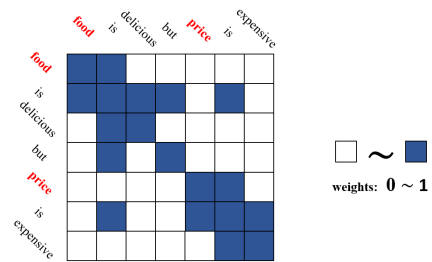 food is delicious but price is expensive
food
is
delicious
but
price
is
expensive
~
weights: 0 ~ 1